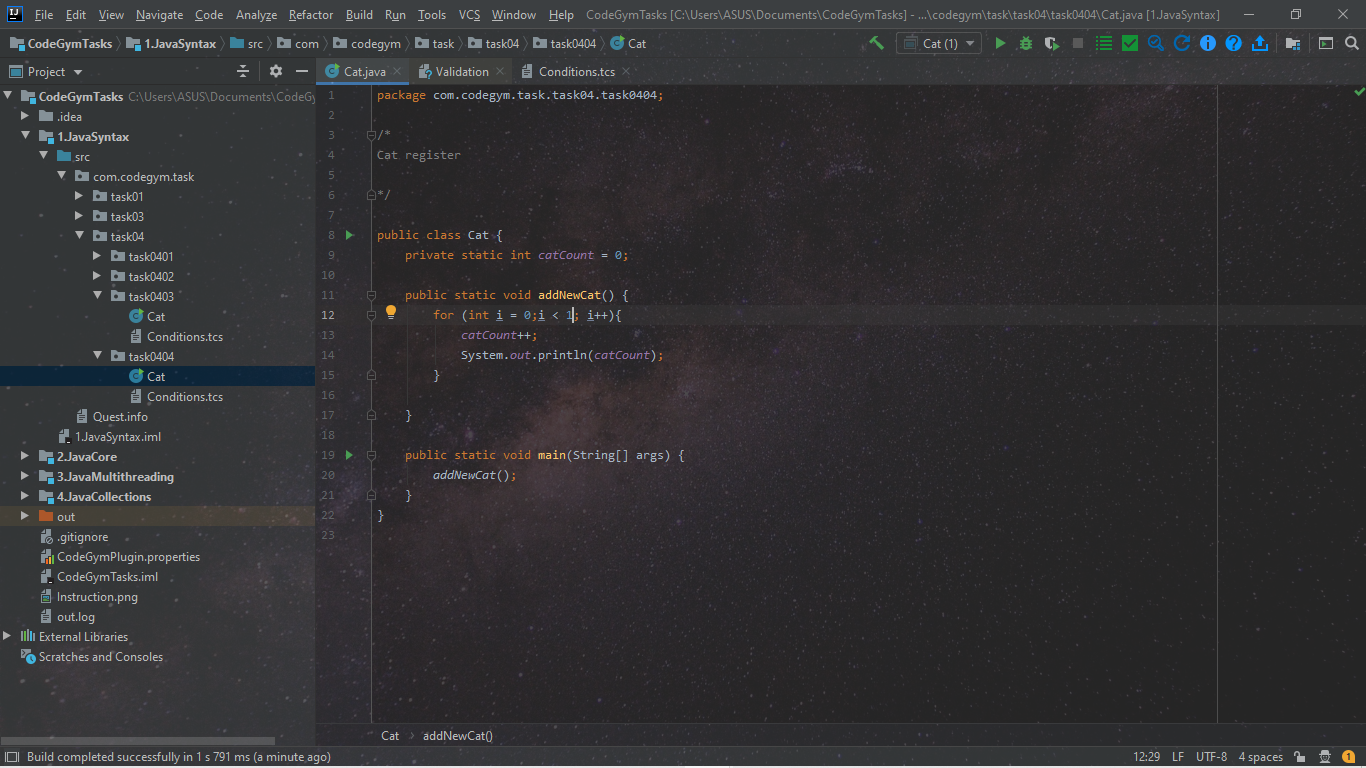 File Edit View Navigate Code Analyze Refactor Build Run Tools VCS Window Help CodeGymTasks [C:\Users\ASUS\Documents\CodeGymTasks] - ...\codegym\task\task04\task0404\Cat.java [1.JavaSyntax]
CodeGymTasks 1.JavaSyntax src com codegym task task04 task0404 Cat Cat (1)
Project Cat.java Validation Conditions.tcs
CodeGymTasks C:\Users\ASUS\Documents\CodeGy
.idea
1.JavaSyntax
src
com.codegym.task
task01
task03
task04
task0401
task0402
task0403
Cat
Conditions.tcs
task0404
Cat
Conditions.tcs
Quest.info
1.JavaSyntax.iml
2.JavaCore
3.JavaMultithreading
4.JavaCollections
out
.gitignore
CodeGymPlugin.properties
CodeGymTasks.iml
Instruction.png
out.log
External Libraries
Scratches and Consoles
1 package com.codegym.task.task04.task0404;
2
3 /*
4 Cat register
5
6 */
7
8 public class Cat {
9 private static int catCount = 0;
10
11 public static void addNewCat() {
12 for (int i = 0;i < 1; i++){
13 catCount++;
14 System.out.println(catCount);
15 }
16
17 }
18
19 public static void main(String[] args) {
20 addNewCat();
21 }
22 }
23
Cat addNewCat()
Build completed successfully in 1 s 791 ms (a minute ago) 12:29 LF UTF-8 4 spaces 1